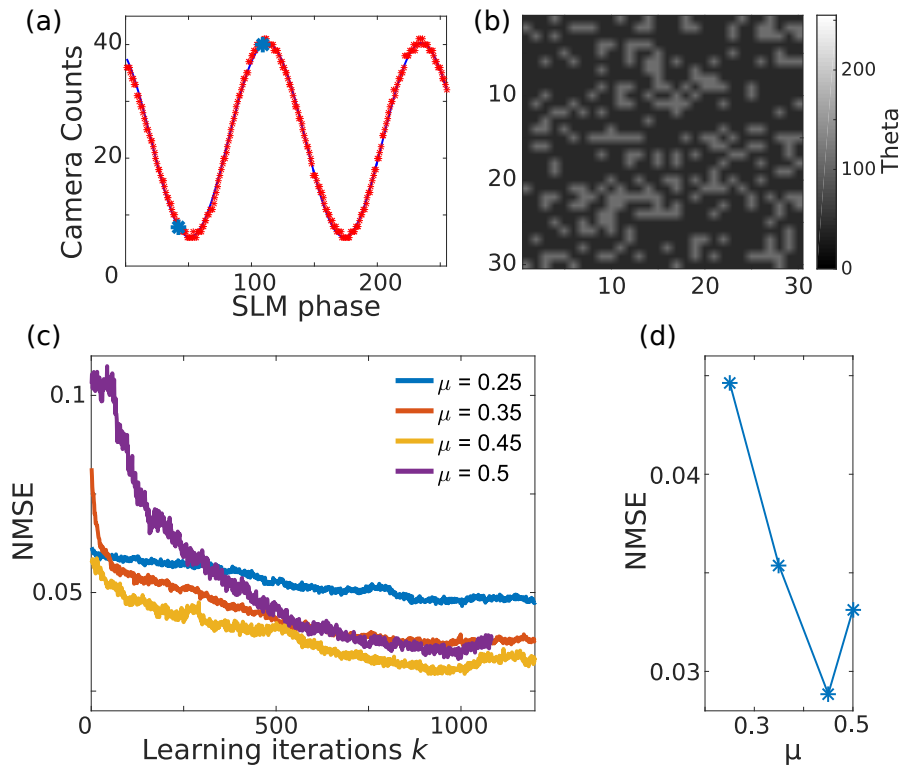 (a)
40
20
0
Camera Counts
0
100
200
SLM phase
(b)
10
20
30
10
20
30
200
100
0
Theta
(c)
0.1
0.05
NMSE
0
500
1000
Learning iterations k
μ = 0.25
μ = 0.35
μ = 0.45
μ = 0.5
(d)
0.04
0.03
NMSE
0.3
0.5
μ